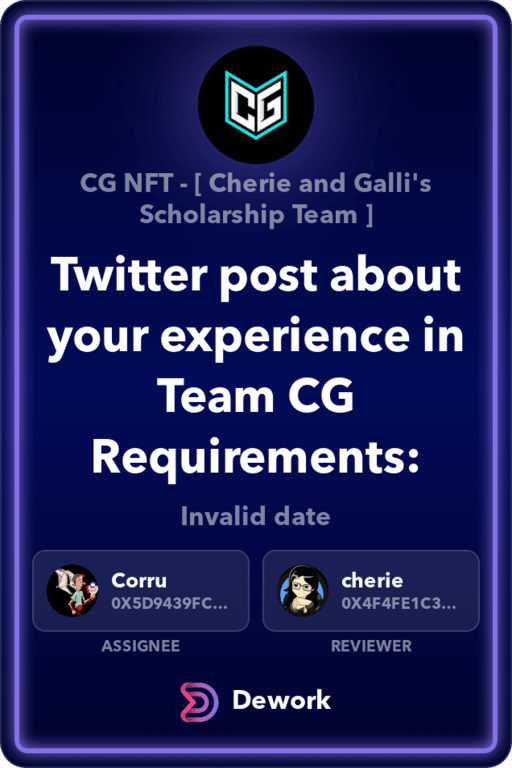 CG
CG NFT - [ Cherie and Galli's
Scholarship Team ]
Twitter post about
your experience in
Team CG
Requirements:
Invalid date
Corru
0X5D9439FC...
cherie
0X4F4FE1C3...
ASSIGNEE
REVIEWER
Dework